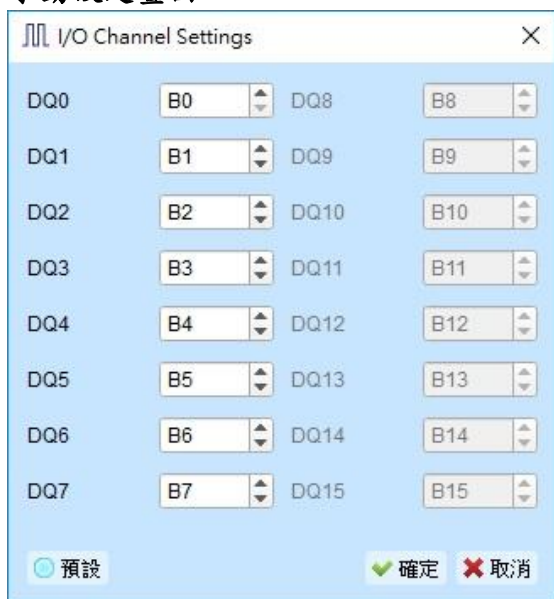 I/O Channel Settings
DQ0 B0 DQ8 B8
DQ1 B1 DQ9 B9
DQ2 B2 DQ10 B10
DQ3 B3 DQ11 B11
DQ4 B4 DQ12 B12
DQ5 B5 DQ13 B13
DQ6 B6 DQ14 B14
DQ7 B7 DQ15 B15
預設 確定 取消